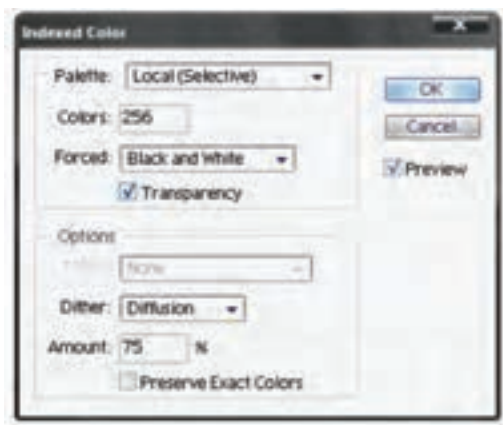 Indexed Color
Palette: Local (Selective)
Colors: 256
Forced: Black and White
Transparency
OK
Cancel
Preview
Options
None
Dither: Diffusion
Amount: 75 %
Preserve Exact Colors